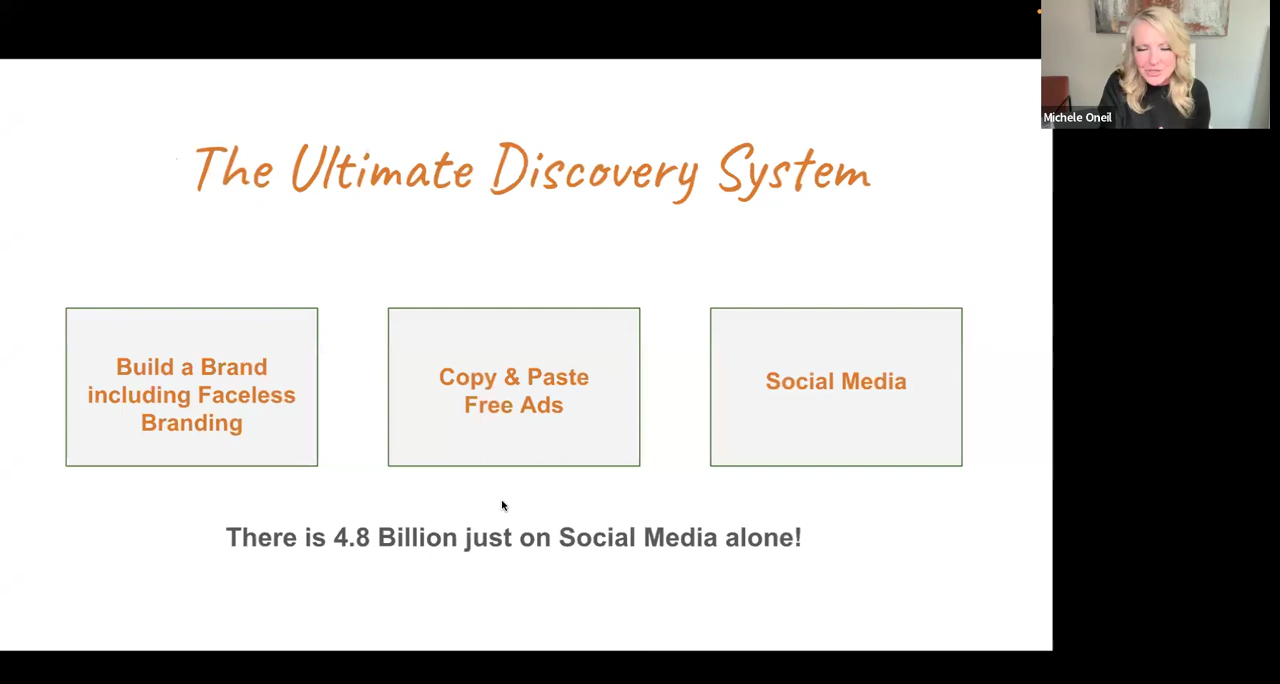 Michele Oneil
The Ultimate Discovery System
Build a Brand
including Faceless
Branding
Copy & Paste
Free Ads
Social Media
There is 4.8 Billion just on Social Media alone!